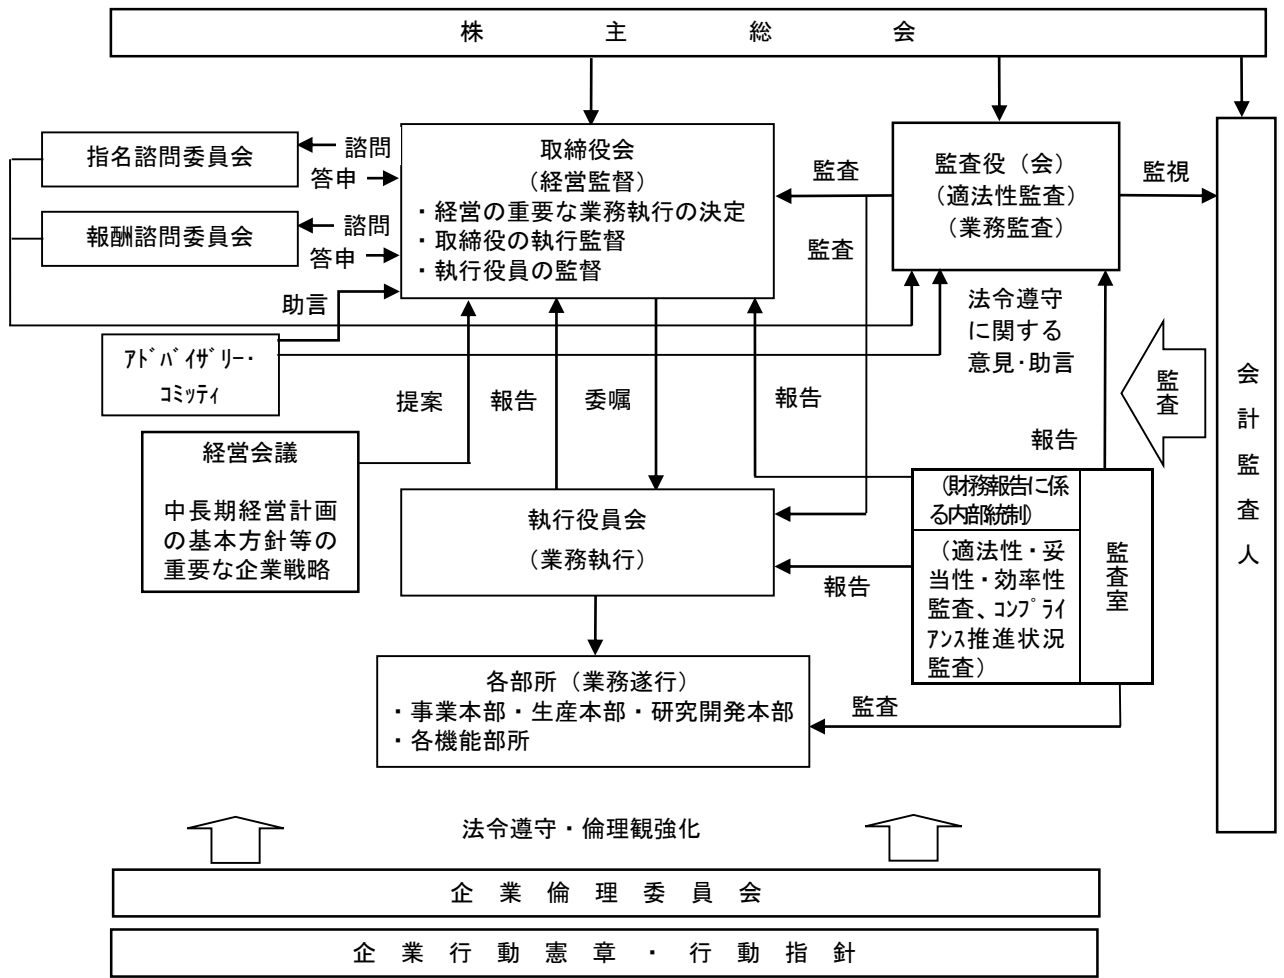 株主総会
指名諮問委員会
諮問
答申
報酬諮問委員会
諮問
答申
取締役会
（経営監督）
・経営の重要な業務執行の決定
・取締役の執行監督
・執行役員の監督
監査
監査
監査役（会）
（適法性監査）
（業務監査）
監視
助言
ｱﾄﾞﾊﾞｲｻﾞﾘｰ･
ｺﾐｯﾃｨ
法令遵守
に関する
意見･助言
監査
会計監査人
提案
報告
委嘱
報告
報告
経営会議
中長期経営計画
の基本方針等の
重要な企業戦略
執行役員会
（業務執行）
報告
（財務報告に係
る内部統制）
（適法性・妥
当性・効率性
監査、ｺﾝﾌﾟﾗｲ
ｱﾝｽ推進状況
監査）
監査室
各部所（業務遂行）
・事業本部・生産本部・研究開発本部
・各機能部所
監査
法令遵守・倫理観強化
企業倫理委員会
企業行動憲章・行動指針